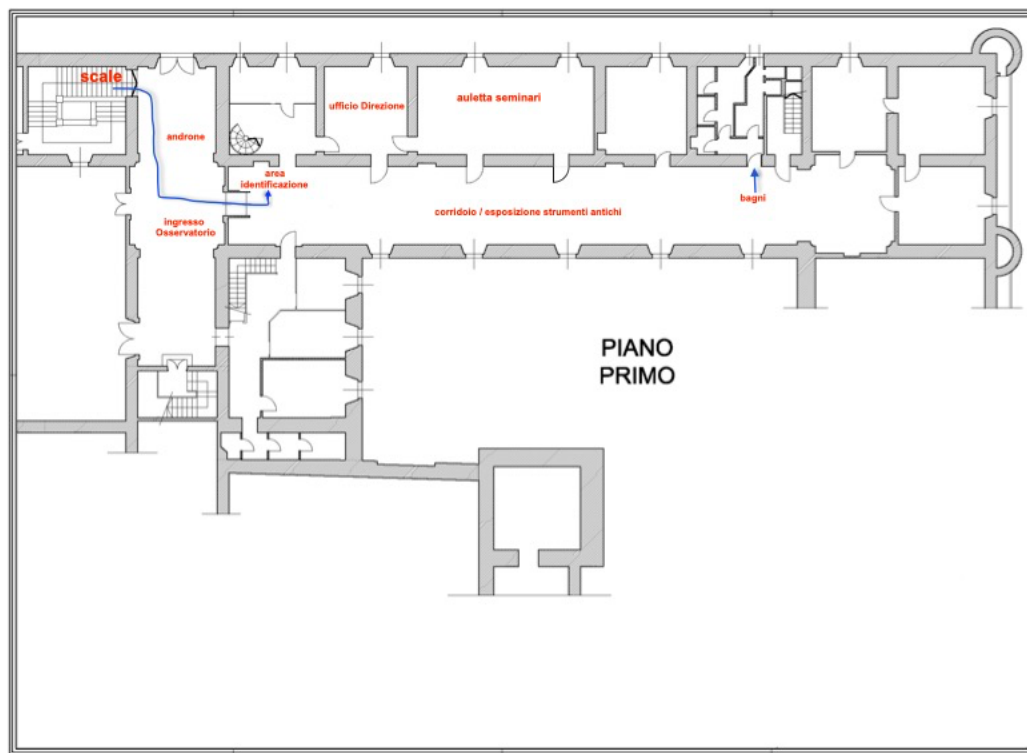 scale
androne
ufficio Direzione
auletta seminari
area
identificazione
bagni
corridoio / esposizione strumenti antichi
ingresso
Osservatorio
PIANO
PRIMO